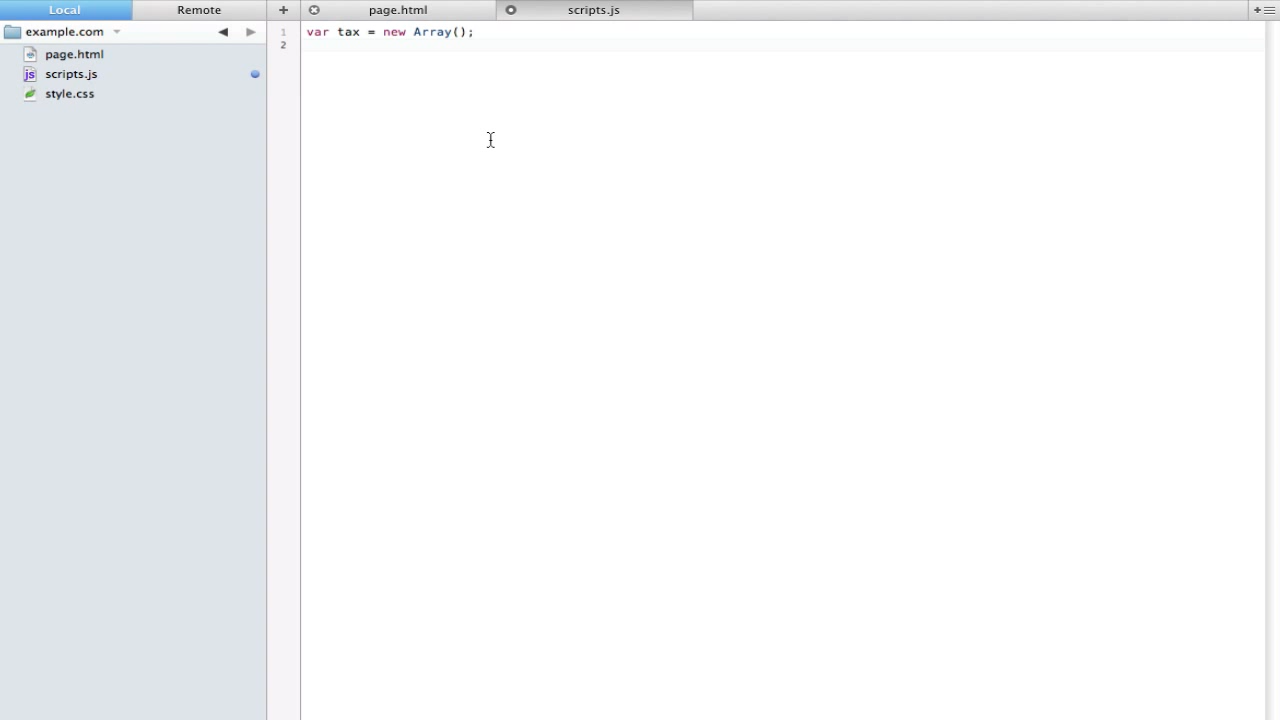 Local Remote + page.html scripts.js
example.com
page.html
js scripts.js
style.css
1 var tax = new Array();
2